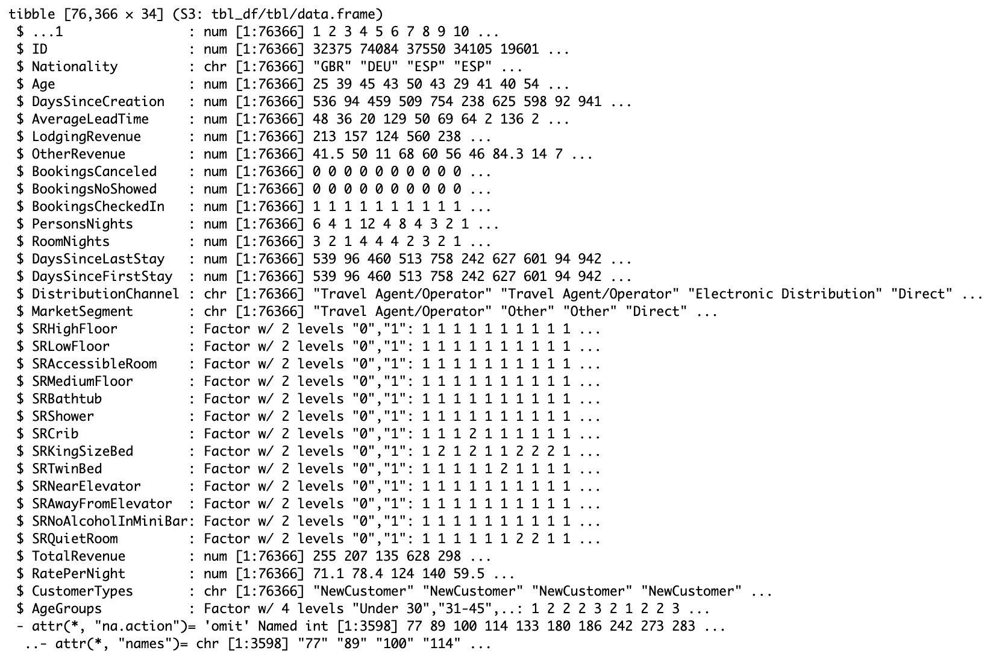 tibble [76,366 × 34] (S3: tbl_df/tbl/data.frame)
 $ ...1                : num [1:76366] 1 2 3 4 5 6 7 8 9 10 ...
 $ ID                  : num [1:76366] 32375 74084 37550 34105 19601 ...
 $ Nationality         : chr [1:76366] "GBR" "DEU" "ESP" "ESP" ...
 $ Age                 : num [1:76366] 25 39 45 43 50 43 29 41 40 54 ...
 $ DaysSinceCreation   : num [1:76366] 536 94 459 509 754 238 625 598 92 941 ...
 $ AverageLeadTime     : num [1:76366] 48 36 20 129 50 69 64 2 136 2 ...
 $ LodgingRevenue      : num [1:76366] 213 157 124 560 238 ...
 $ OtherRevenue        : num [1:76366] 41.5 50 11 68 60 56 46 84.3 14 7 ...
 $ BookingsCanceled    : num [1:76366] 0 0 0 0 0 0 0 0 0 0 ...
 $ BookingsNoShowed    : num [1:76366] 0 0 0 0 0 0 0 0 0 0 ...
 $ BookingsCheckedIn   : num [1:76366] 1 1 1 1 1 1 1 1 1 1 ...
 $ PersonsNights       : num [1:76366] 6 4 1 12 4 8 4 3 2 1 ...
 $ RoomNights          : num [1:76366] 3 2 1 4 4 4 2 3 2 1 ...
 $ DaysSinceLastStay   : num [1:76366] 539 96 460 513 758 242 627 601 94 942 ...
 $ DaysSinceFirstStay  : num [1:76366] 539 96 460 513 758 242 627 601 94 942 ...
 $ DistributionChannel : chr [1:76366] "Travel Agent/Operator" "Travel Agent/Operator" "Electronic Distribution" "Direct" ...
 $ MarketSegment       : chr [1:76366] "Travel Agent/Operator" "Other" "Other" "Direct" ...
 $ SRHighFloor         : Factor w/ 2 levels "0","1": 1 1 1 1 1 1 1 1 1 1 ...
 $ SRLowFloor          : Factor w/ 2 levels "0","1": 1 1 1 1 1 1 1 1 1 1 ...
 $ SRAccessibleRoom    : Factor w/ 2 levels "0","1": 1 1 1 1 1 1 1 1 1 1 ...
 $ SRMediumFloor       : Factor w/ 2 levels "0","1": 1 1 1 1 1 1 1 1 1 1 ...
 $ SRBathtub           : Factor w/ 2 levels "0","1": 1 1 1 1 1 1 1 1 1 1 ...
 $ SRShower            : Factor w/ 2 levels "0","1": 1 1 1 1 1 1 1 1 1 1 ...
 $ SRCrib              : Factor w/ 2 levels "0","1": 1 1 1 2 1 1 1 1 1 1 ...
 $ SRKingSizeBed       : Factor w/ 2 levels "0","1": 1 2 1 2 1 1 2 2 2 1 ...
 $ SRTwinBed           : Factor w/ 2 levels "0","1": 1 1 1 1 1 2 1 1 1 1 ...
 $ SRNearElevator      : Factor w/ 2 levels "0","1": 1 1 1 1 1 1 1 1 1 1 ...
 $ SRAwayFromElevator  : Factor w/ 2 levels "0","1": 1 1 1 1 1 1 1 1 1 1 ...
 $ SRNoAlcoholInMiniBar: Factor w/ 2 levels "0","1": 1 1 1 1 1 1 1 1 1 1 ...
 $ SRQuietRoom         : Factor w/ 2 levels "0","1": 1 1 1 1 1 1 2 2 1 1 ...
 $ TotalRevenue        : num [1:76366] 255 207 135 628 298 ...
 $ RatePerNight        : num [1:76366] 71.1 78.4 124 140 59.5 ...
 $ CustomerTypes       : chr [1:76366] "NewCustomer" "NewCustomer" "NewCustomer" "NewCustomer" ...
 $ AgeGroups           : Factor w/ 4 levels "Under 30","31-45",..: 1 2 2 2 3 2 1 2 2 3 ...
 - attr(*, "na.action")= 'omit' Named int [1:3598] 77 89 100 114 133 180 186 242 273 283 ...
  ..- attr(*, "names")= chr [1:3598] "77" "89" "100" "114" ...